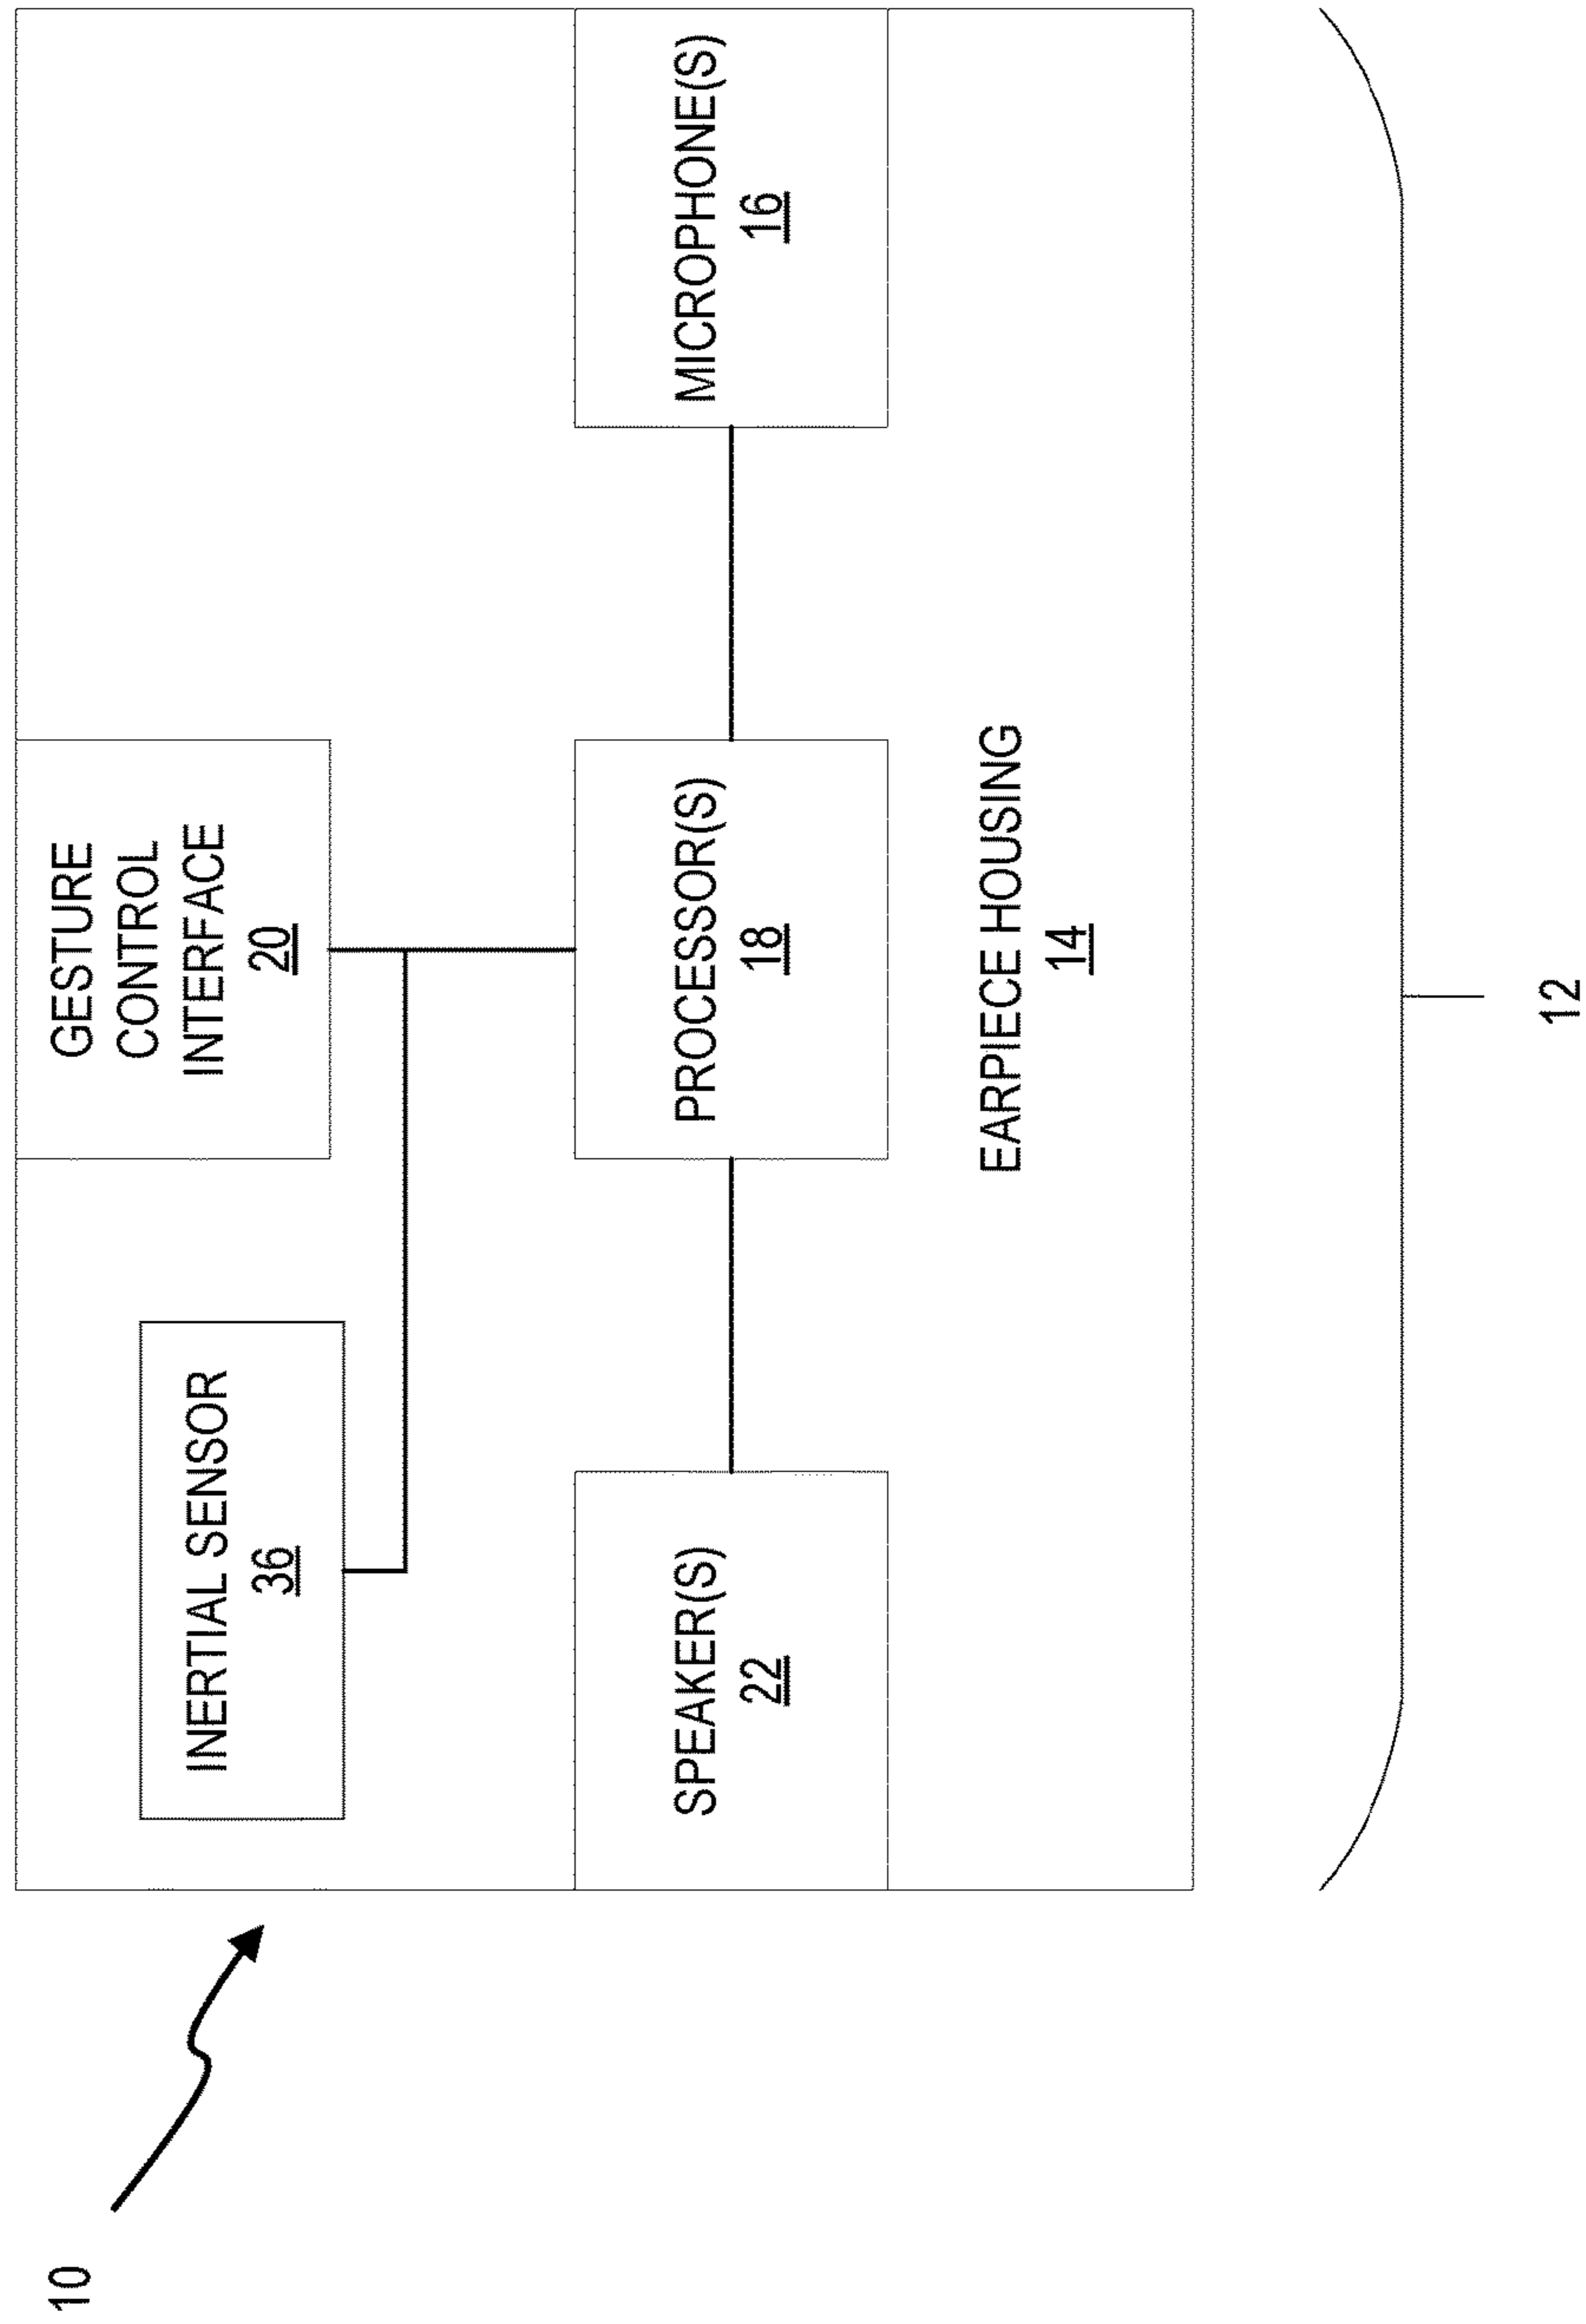 10
GESTURE
CONTROL
INTERFACE
20
INERTIAL SENSOR
36
SPEAKER(S)
22
PROCESSOR(S)
18
MICROPHONE(S)
16
EARPIECE HOUSING
14
12